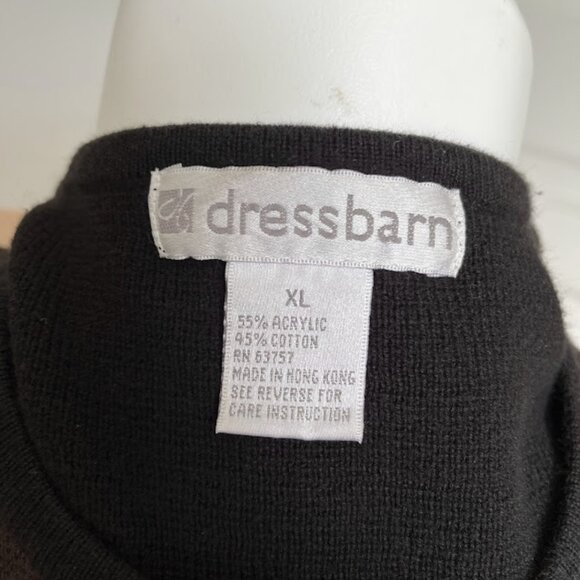 dressbarn
XL
55% ACRYLIC
45% COTTON
RN 63757
MADE IN HONG KONG
SEE REVERSE FOR
CARE INSTRUCTION